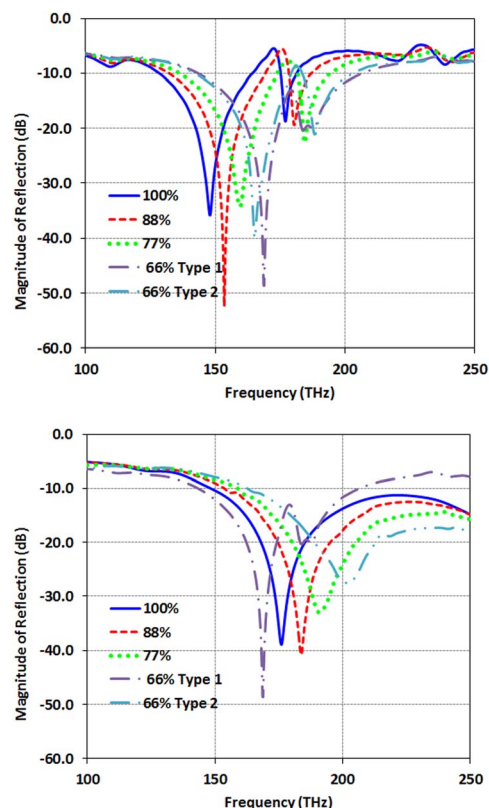 0.0
-10.0
-20.0
-30.0
-40.0
-50.0
-60.0
Magnitude of Reflection (dB)
100%
88%
77%
66% Type 1
66% Type 2
100 150 200 250
Frequency (THz)
0.0
-10.0
-20.0
-30.0
-40.0
-50.0
-60.0
Magnitude of Reflection (dB)
100%
88%
77%
66% Type 1
66% Type 2
100 150 200 250
Frequency (THz)